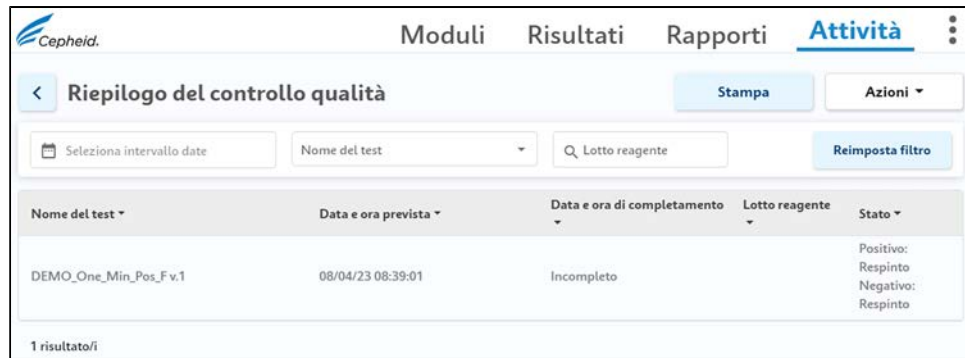 Cepheid.
Moduli Risultati Rapporti Attività
Riepilogo del controllo qualità
Stampa
Azioni
Seleziona intervallo date
Nome del test
Lotto reagente
Reimposta filtro
Nome del test Data e ora prevista Data e ora di completamento Lotto reagente Stato
DEMO_One_Min_Pos_F v.1 08/04/23 08:39:01 Incompleto
Positivo:
Respinto
Negativo:
Respinto
1 risultato/i